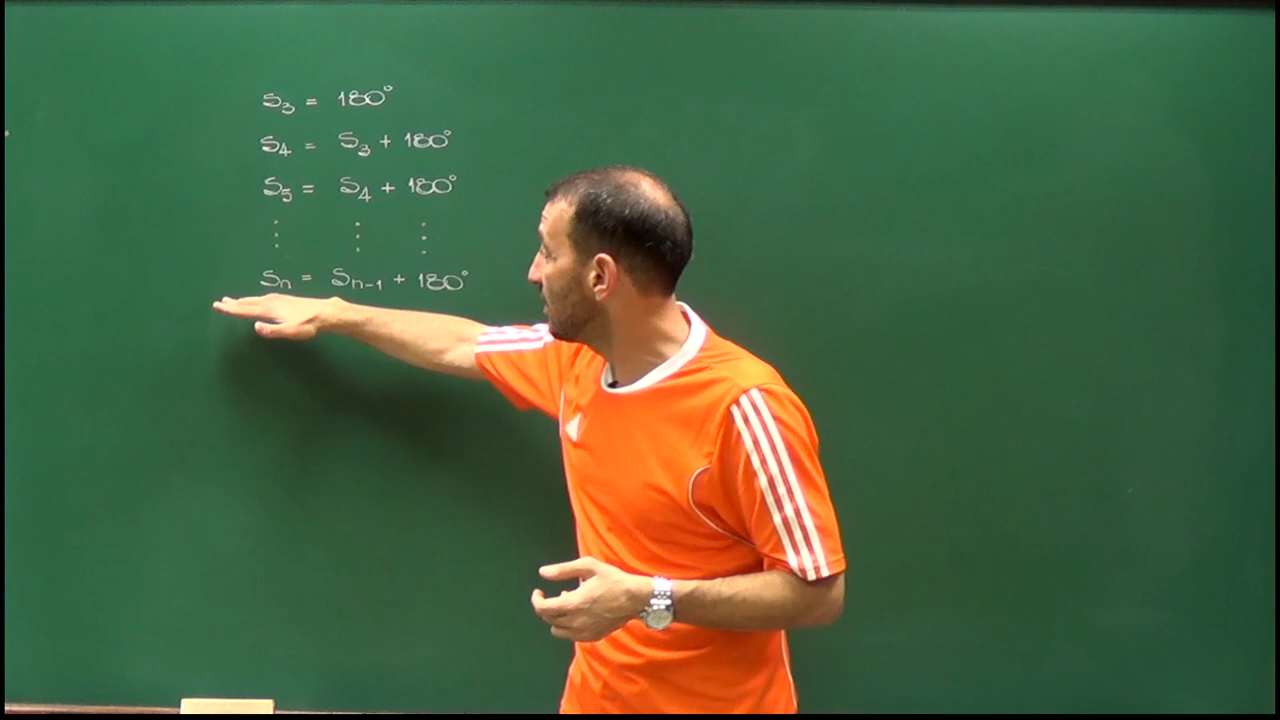 S₃ = 180°
S₄ = S₃ + 180°
S₅ = S₄ + 180°
⋮ ⋮ ⋮
Sₙ = Sₙ₋₁ + 180°